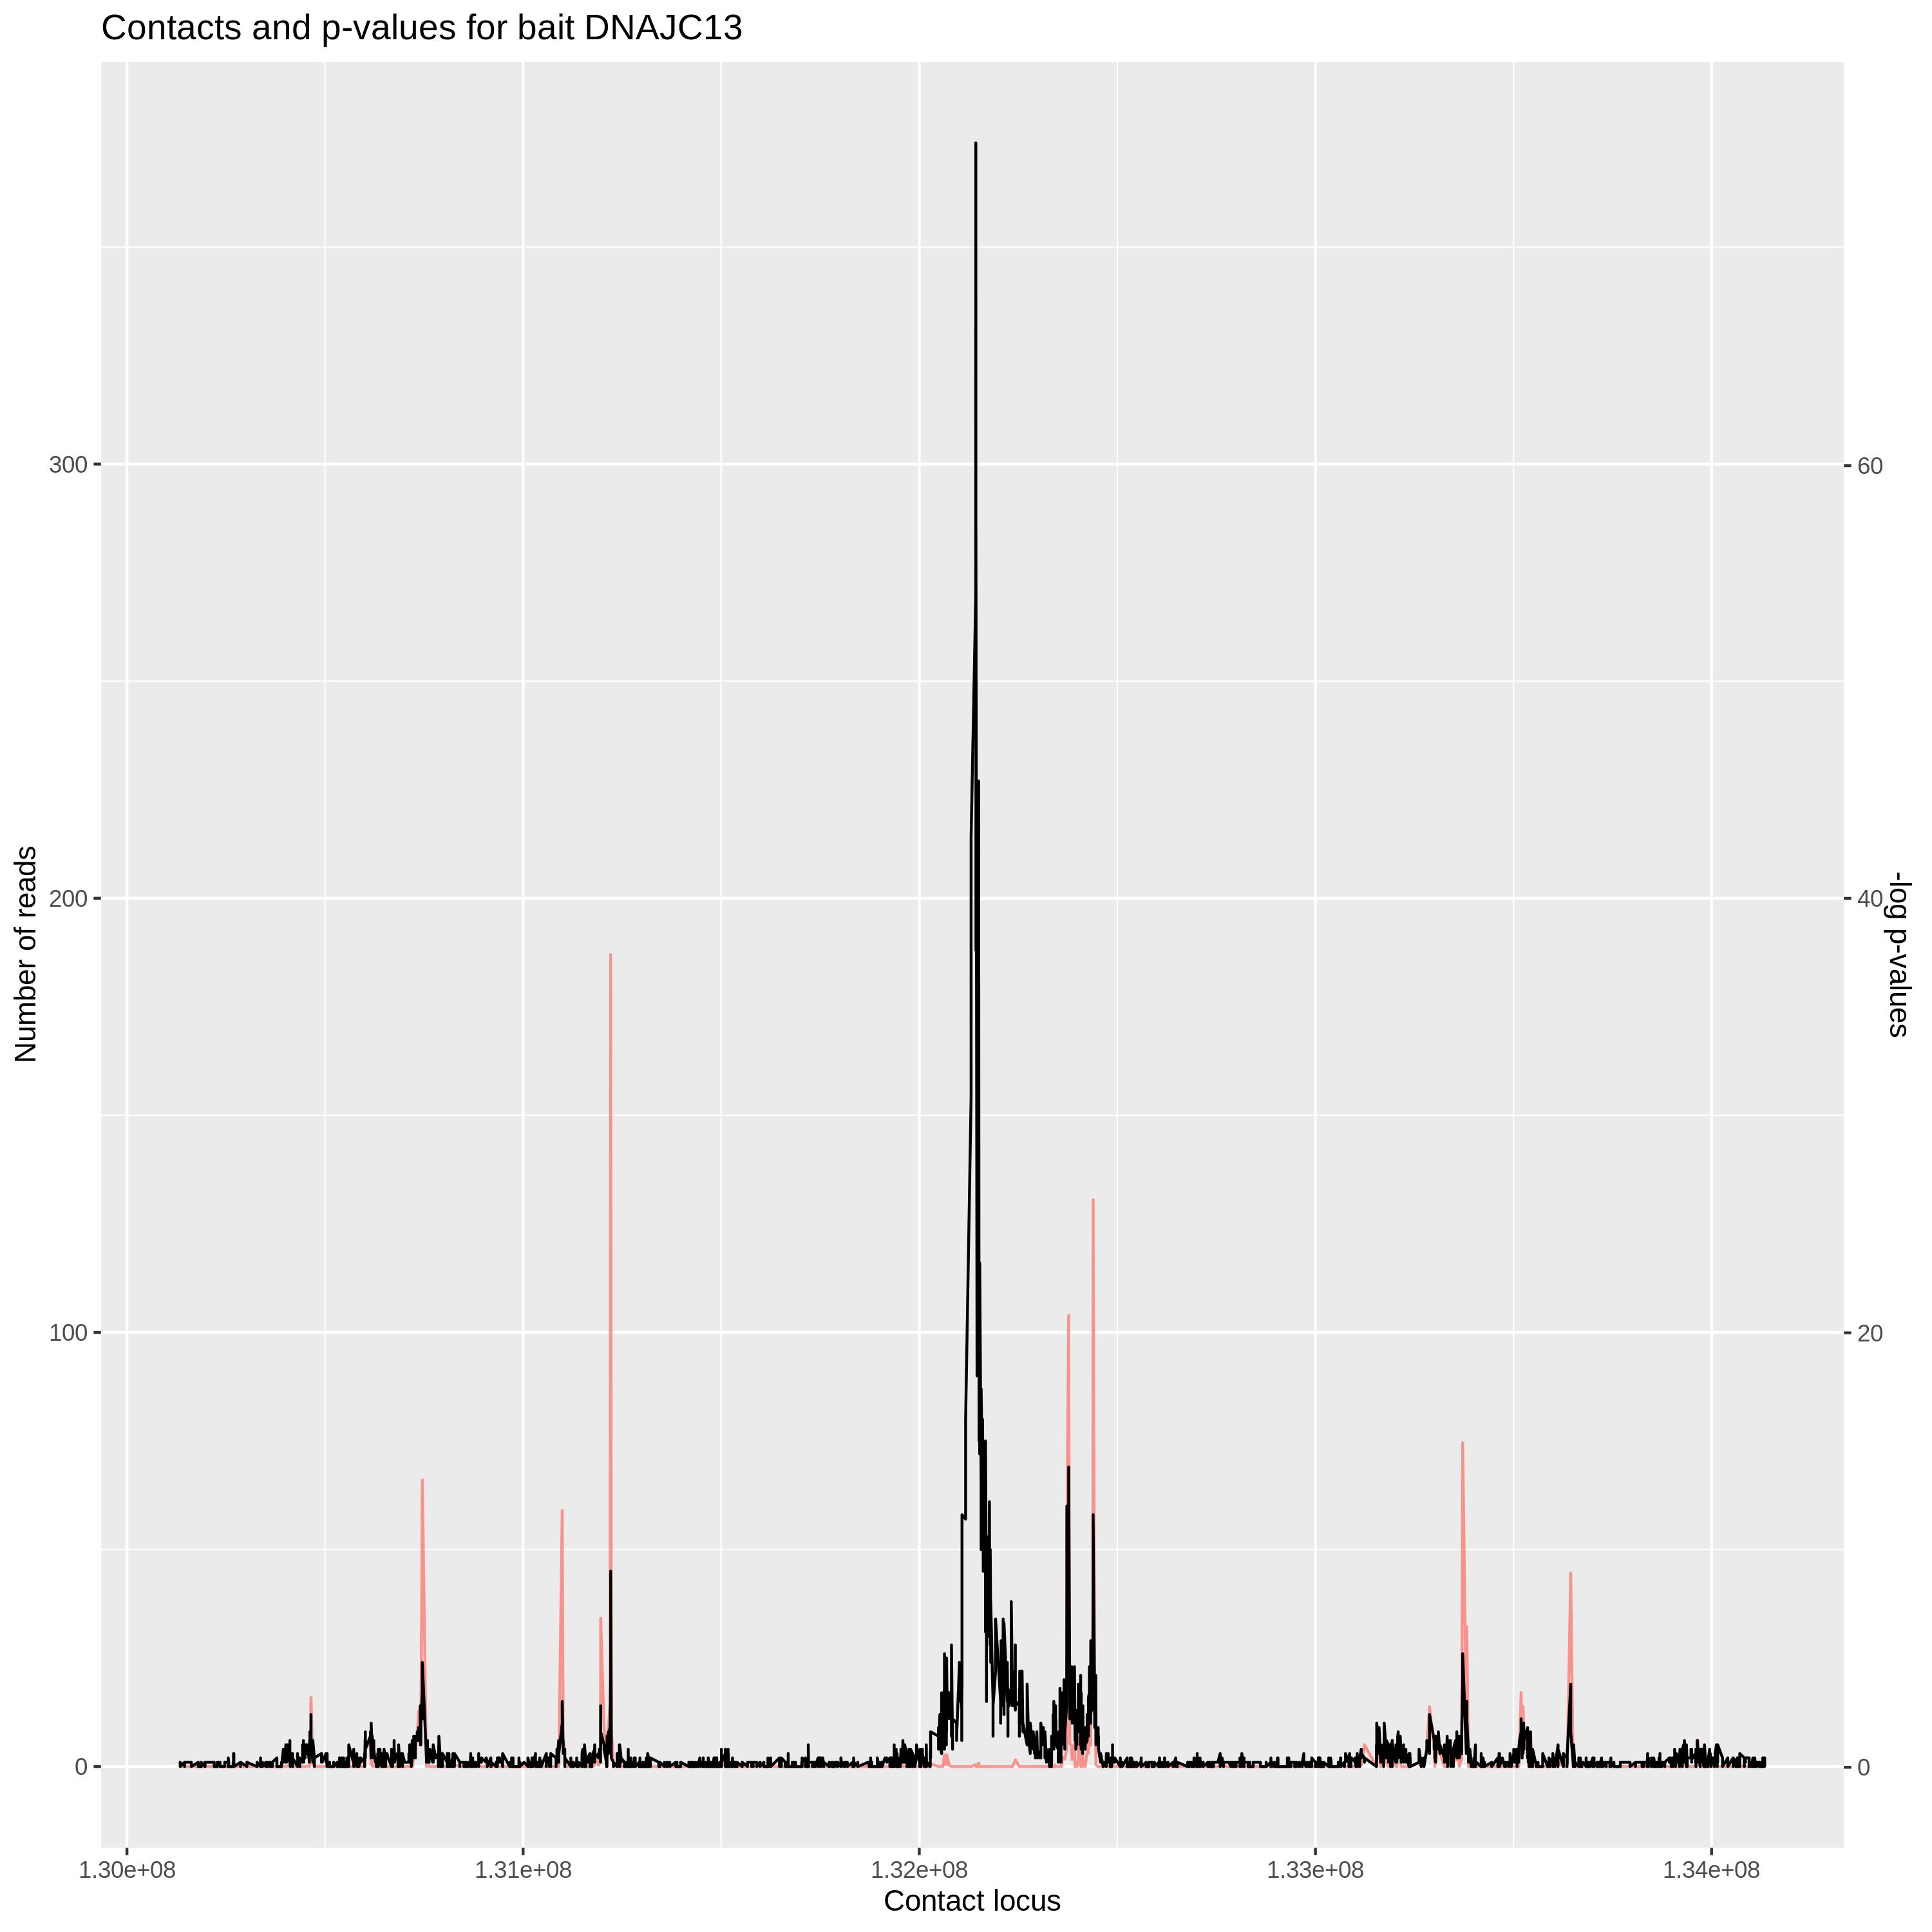 Contacts and p-values for bait DNAJC13
Number of reads
300
200
100
0
60
40
20
0
-log p-values
1.30e+08
1.31e+08
1.32e+08
1.33e+08
1.34e+08
Contact locus